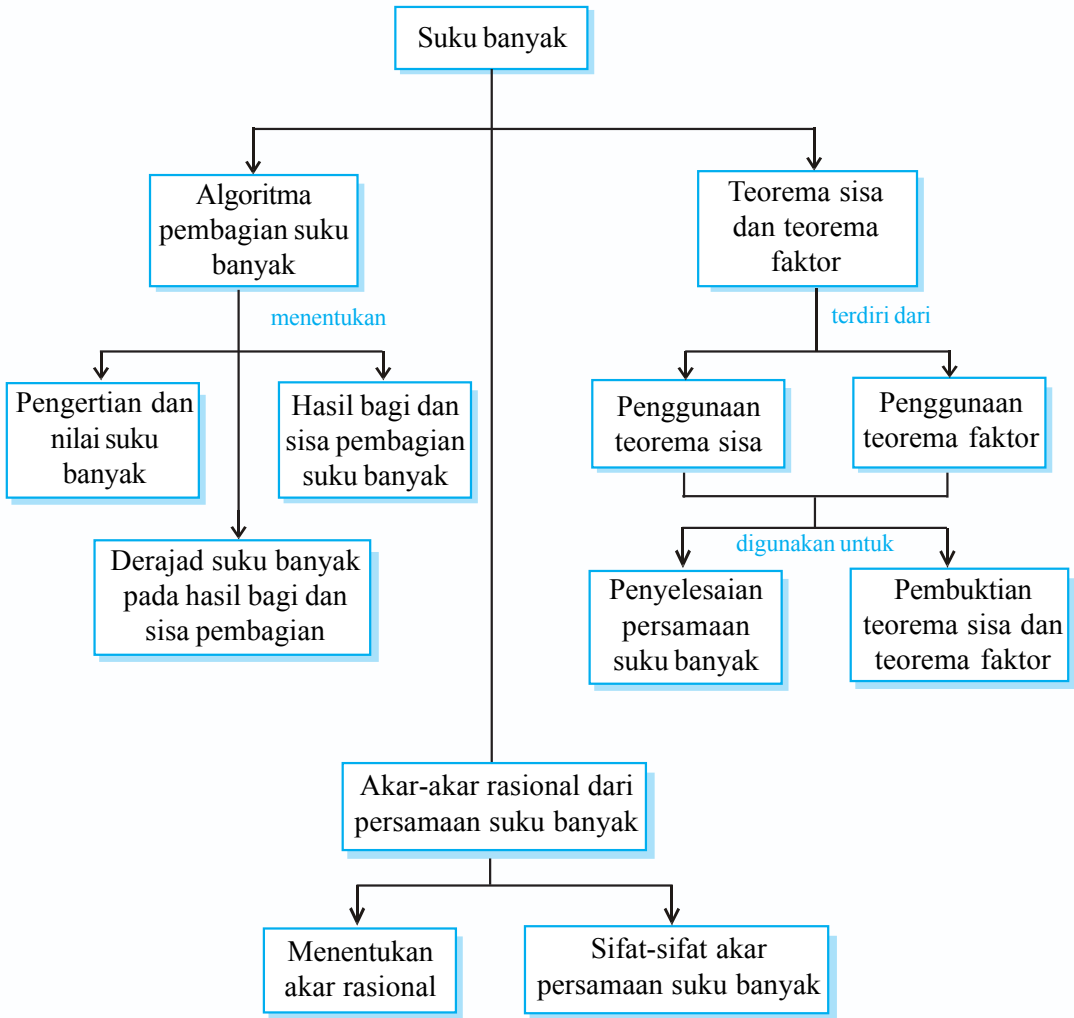 Suku banyak
Algoritma
pembagian suku
banyak
Teorema sisa
dan teorema
faktor
menentukan
terdiri dari
Pengertian dan
nilai suku
banyak
Hasil bagi dan
sisa pembagian
suku banyak
Penggunaan
teorema sisa
Penggunaan
teorema faktor
Derajad suku banyak
pada hasil bagi dan
sisa pembagian
digunakan untuk
Penyelesaian
persamaan
suku banyak
Pembuktian
teorema sisa dan
teorema faktor
Akar-akar rasional dari
persamaan suku banyak
Menentukan
akar rasional
Sifat-sifat akar
persamaan suku banyak